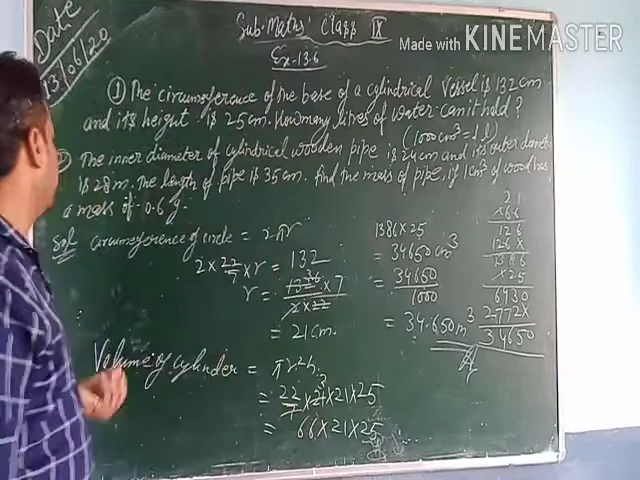 Date
13/06/20
Sub-Maths' Class IX
Made with KINEMASTER
Ex-13.6
① The circumference of the base of a cylindrical vessel is 132 cm
and its height is 25cm. How many litres of water can it hold?
(1000 cm³ = 1 l)
The inner diameter of cylindrical wooden pipe is 24 cm and its outer diameter
is 28 m. The length of pipe is 35 cm. Find the mass of pipe, if 1 cm³ of wood has
a mass of 0.6 g.
Sol circumference of circle = 2πr
2 × 22/7 × r = 132
r = 132 × 7
2 × 22
= 21 cm.
Volume of cylinder = πr²h
= 22/7 × 21 × 21 × 25
= 66 × 21 × 25
1386 × 25
= 34650 cm³
= 34650
1000
= 34.650 m³
21
×66
126
126×
1386
×25
6930
2772×
34650